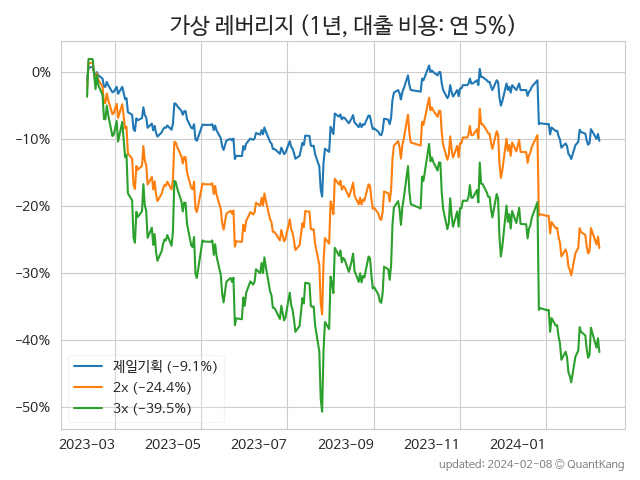 가상 레버리지 (1년, 대출 비용: 연 5%)
0%
−10%
−20%
−30%
−40%
−50%
제일기획 (−9.1%)
2x (−24.4%)
3x (−39.5%)
2023-03 2023-05 2023-07 2023-09 2023-11 2024-01
updated: 2024-02-08 © QuantKang